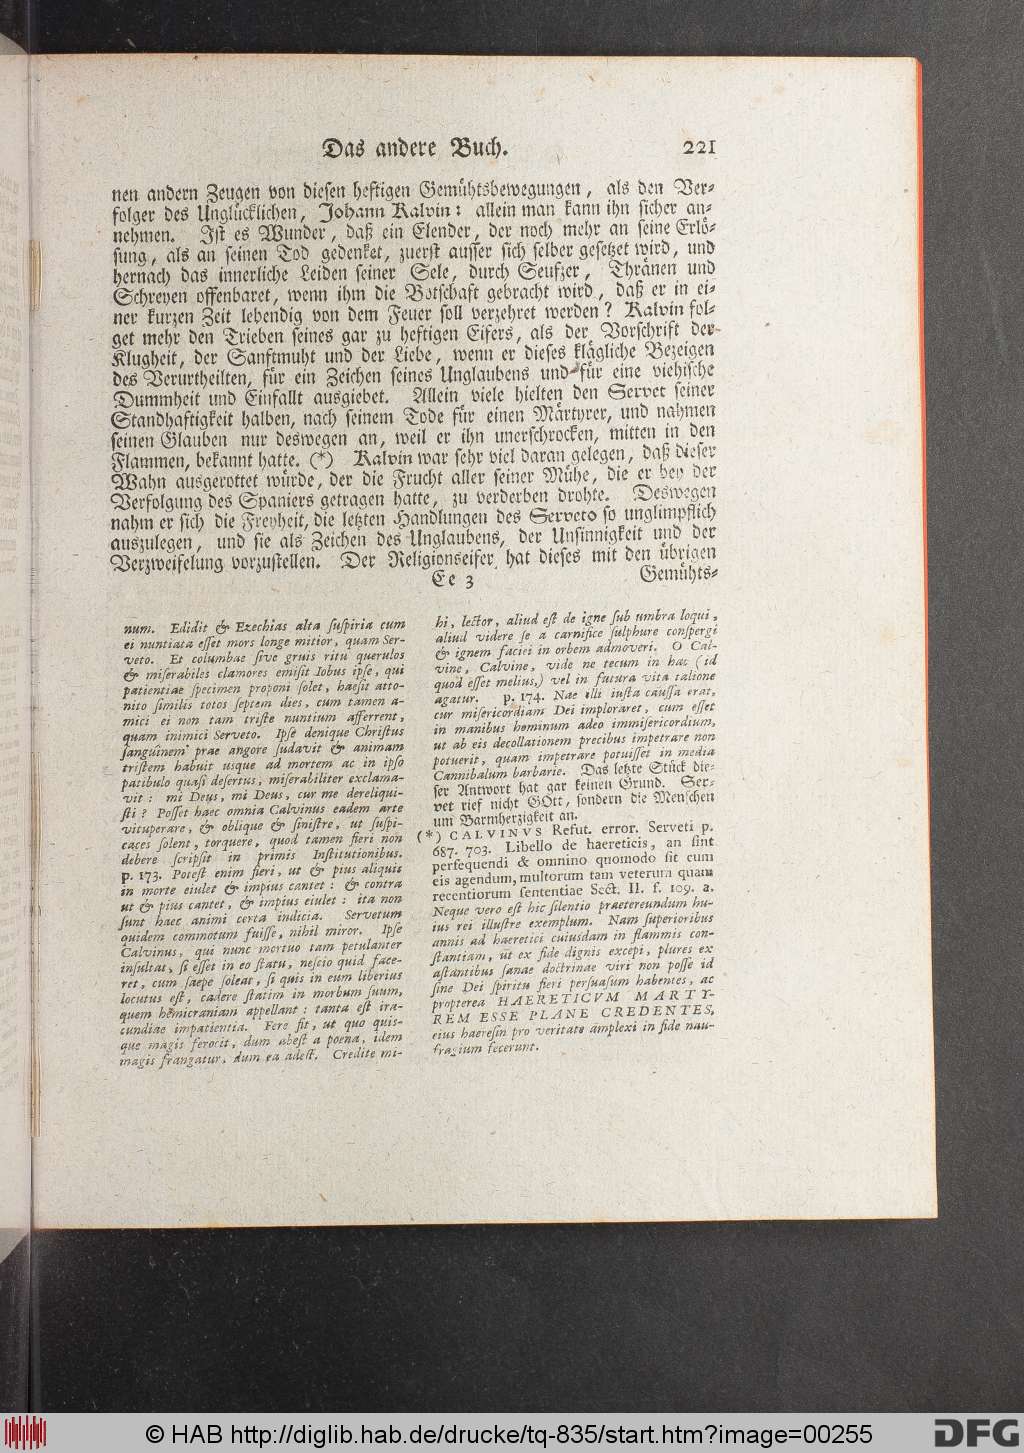 Das andere Buch. 221
nen andern Zeugen von diesen heftigen Gemühtsbewegungen, als den Ver-
folger des Unglücklichen, Johann Kalvin: allein man kann ihn sicher an-
nehmen. Ist es Wunder, daß ein Elender, der noch mehr an seine Erlö-
sung, als an seinen Tod gedenket, zuerst ausser sich selber gesetzet wird, und
hernach das innerliche Leiden seiner Sele, durch Seufzer, Thränen und
Schreyen offenbaret, wenn ihm die Botschaft gebracht wird, daß er in ei-
ner kurzen Zeit lebendig von dem Feuer soll verzehret werden? Kalvin fol-
get mehr den Trieben seines gar zu heftigen Eifers, als der Vorschrift der
Klugheit, der Sanftmuht und der Liebe, wenn er dieses klägliche Bezeigen
des Verurtheilten, für ein Zeichen seines Unglaubens und für eine viehische
Dummheit und Einfallt ausgiebet. Allein viele hielten den Servet seiner
Standhaftigkeit halben, nach seinem Tode für einen Märtyrer, und nahmen
seinen Glauben nur deswegen an, weil er ihn unerschrocken, mitten in den
Flammen, bekannt hatte. (*) Kalvin war sehr viel daran gelegen, daß dieser
Wahn ausgerottet würde, der die Frucht aller seiner Mühe, die er bey der
Verfolgung des Spaniers getragen hatte, zu verderben drohte. Deswegen
nahm er sich die Freyheit, die letzten Handlungen des Serveto so unglimpflich
auszulegen, und sie als Zeichen des Unglaubens, der Unsinnigkeit und der
Verzweifelung vorzustellen. Der Religionseifer hat dieses mit den übrigen
Ee 3 Gemühts-
num. Edidit & Ezechias alta suspiria cum
ei nuntiata esset mors longe mitior, quam Ser-
veto. Et columbae sive gruis ritu querulos
& miserabiles clamores emisit Iobus ipse, qui
patientiae specimen proponi solet, haesit atto-
nito similis totos septem dies, cum tamen a-
mici ei non tam triste nuntium afferrent,
quam inimici Serveto. Ipse denique Christus
sanguinem prae angore sudavit & animam
tristem habuit usque ad mortem ac in ipso
patibulo quasi desertus, miserabiliter exclama-
vit: mi Deus, mi Deus, cur me dereliqui-
sti? Posset haec omnia Calvinus eadem arte
vituperare, & oblique & sinistre, ut suspi-
caces solent, torquere, quod tamen fieri non
debere scripsit in primis Institutionibus.
p. 173. Potest enim fieri, ut & pius aliquis
in morte eiulet & impius cantet: & contra
ut & pius cantet, & impius eiulet: ita non
sunt haec animi certa indicia. Servetum
quidem commotum fuisse, nihil miror. Ipse
Calvinus, qui nunc mortuo tam petulanter
insultat, si esset in eo statu, nescio quid face-
ret, cum saepe soleat, si quis in eum liberius
locutus est, cadere statim in morbum suum,
quem hemicraniam appellant: tanta est ira-
cundiae impatientia. Fere fit, ut quo quis-
que magis ferocit, dum abest a poena, idem
magis frangatur, dum ea adest. Credite mi-
hi, lector, aliud est de igne sub umbra loqui,
aliud videre se a carnifice sulphure conspergi
& ignem faciei in orbem admoveri. O Cal-
vine, Calvine, vide ne tecum in hac (id
quod esset melius,) vel in futura vita talione
agatur. p. 174. Nae illi iusta caussa erat,
cur misericordiam Dei imploraret, cum esset
in manibus hominum adeo immisericordium,
ut ab eis decollationem precibus impetrare non
potuerit, quam impetrare potuisset in media
Cannibalum barbarie. Das letzte Stück die-
ser Antwort hat gar keinen Grund. Ser-
vet rief nicht GOtt, sondern die Menschen
um Barmherzigkeit an.
(*) CALVINVS Refut. error. Serveti p.
687. 703. Libello de haereticis, an sint
persequendi & omnino quomodo sit cum
eis agendum, multorum tam veterum quam
recentiorum sententiae Sect. II. f. 109. a.
Neque vero est hic silentio praetereundum hu-
ius rei illustre exemplum. Nam superioribus
annis ad haeretici cuiusdam in flammis con-
stantiam, ut ex fide dignis excepi, plures ex
astantibus sanae doctrinae viri non posse id
sine Dei spiritu fieri persuasum habentes, ac
propterea HAERETICVM MARTY-
REM ESSE PLANE CREDENTES,
eius haeresin pro veritate amplexi in fide nau-
fragium fecerunt.
© HAB http://diglib.hab.de/drucke/tq-835/start.htm?image=00255
DFG